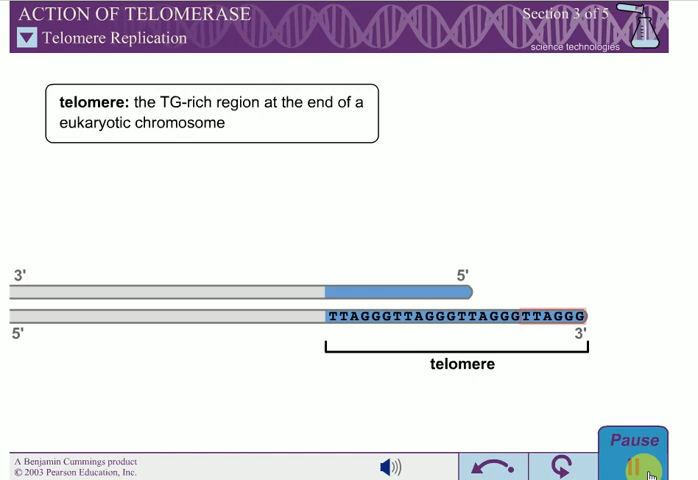 ACTION OF TELOMERASE
Section 3 of 5
Telomere Replication
science technologies
telomere: the TG-rich region at the end of a
eukaryotic chromosome
3' 5'
TTAGGGTTAGGGTTAGGGTTAGGG
5' 3'
telomere
Pause
A Benjamin Cummings product
© 2003 Pearson Education, Inc.